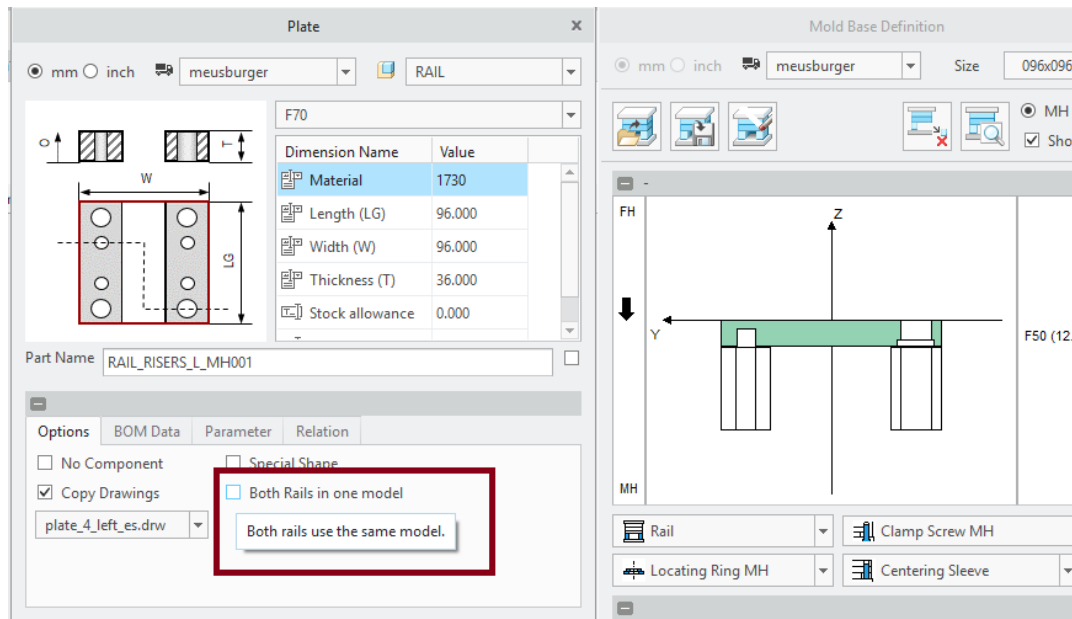 Plate
mm inch meusburger RAIL
F70
Dimension Name Value
Material 1730
Length (LG) 96.000
Width (W) 96.000
Thickness (T) 36.000
Stock allowance 0.000
O T
W
LG
Part Name RAIL_RISERS_L_MH001
Options BOM Data Parameter Relation
No Component Special Shape
Copy Drawings Both Rails in one model
plate_4_left_es.drw Both rails use the same model.
Mold Base Definition
mm inch meusburger Size 096x096
MH
Sho
-
FH
Z
Y
F50 (12.
MH
Rail Clamp Screw MH
Locating Ring MH Centering Sleeve